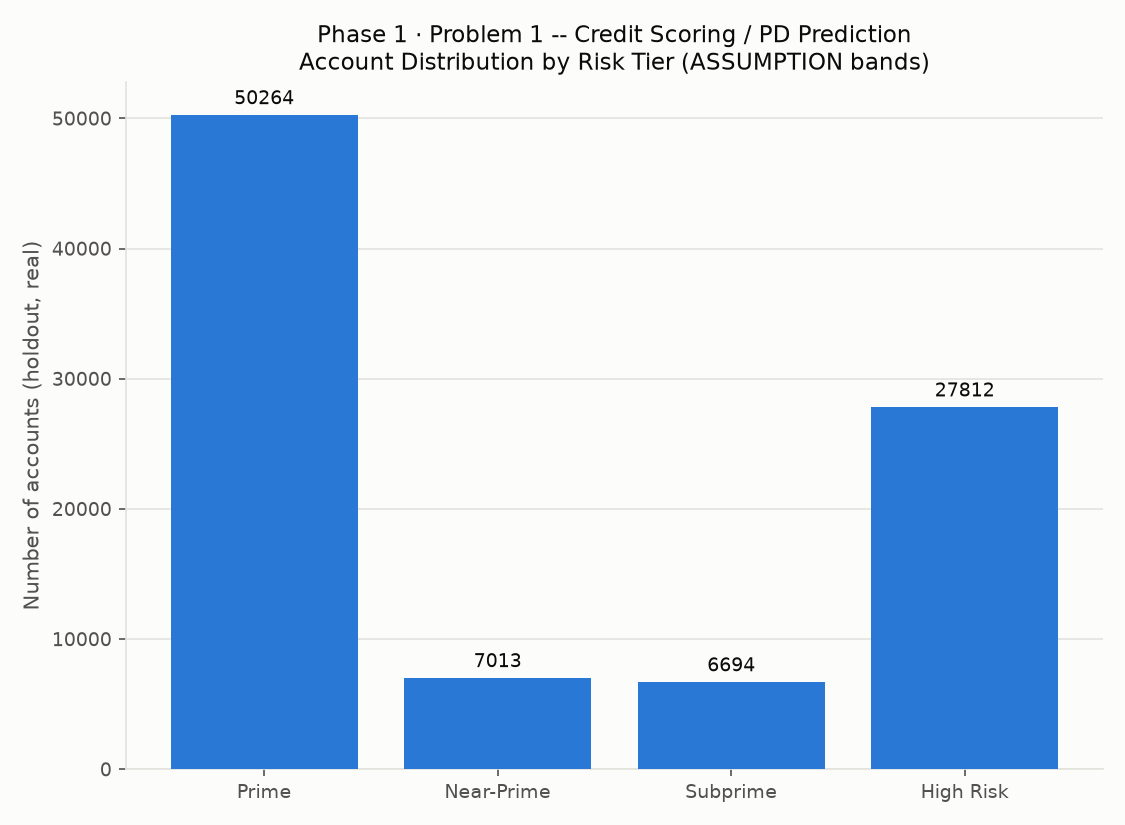 Phase 1 · Problem 1 -- Credit Scoring / PD Prediction
Account Distribution by Risk Tier (ASSUMPTION bands)
Number of accounts (holdout, real)
50000
40000
30000
20000
10000
0
50264
7013
6694
27812
Prime
Near-Prime
Subprime
High Risk